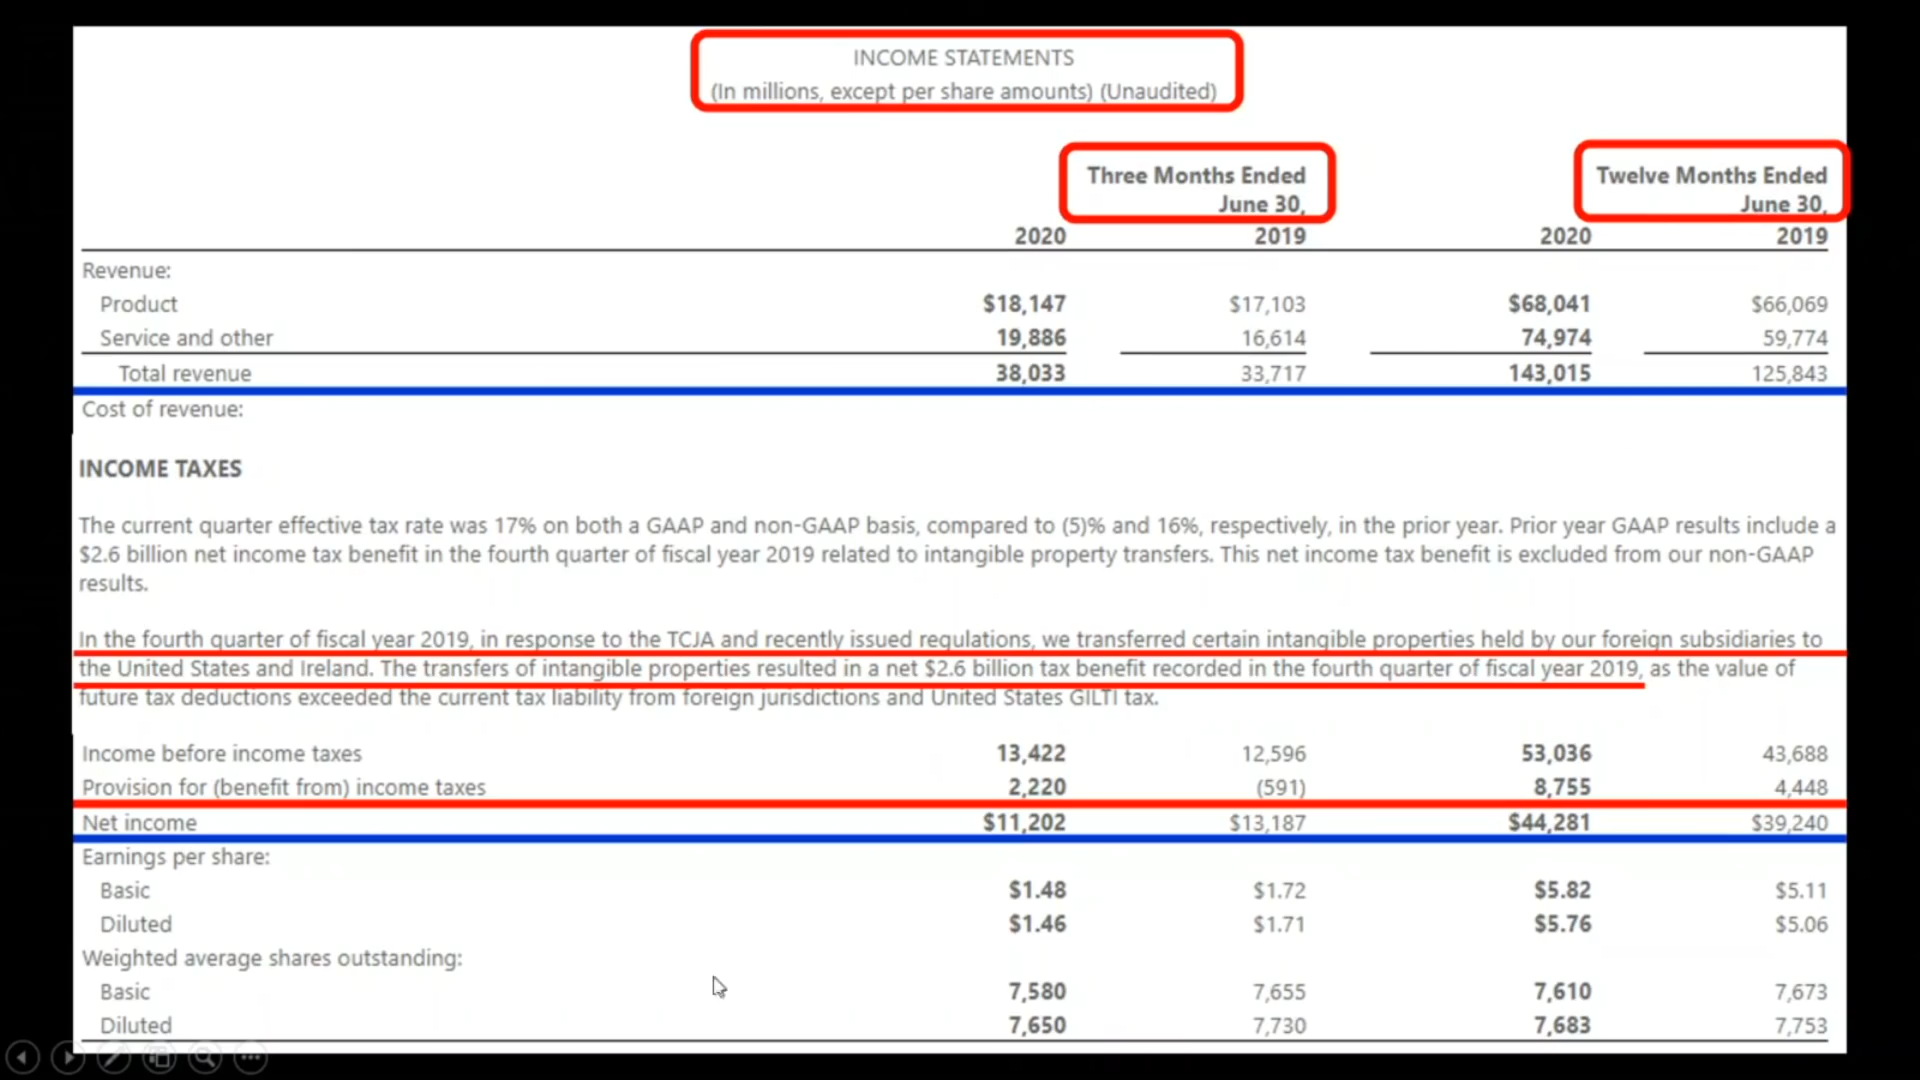 INCOME STATEMENTS
(In millions, except per share amounts) (Unaudited)
Three Months Ended June 30,
Twelve Months Ended June 30,
2020 2019 2020 2019
Revenue:
Product $18,147 $17,103 $68,041 $66,069
Service and other 19,886 16,614 74,974 59,774
Total revenue 38,033 33,717 143,015 125,843
Cost of revenue:
INCOME TAXES
The current quarter effective tax rate was 17% on both a GAAP and non-GAAP basis, compared to (5)% and 16%, respectively, in the prior year. Prior year GAAP results include a
$2.6 billion net income tax benefit in the fourth quarter of fiscal year 2019 related to intangible property transfers. This net income tax benefit is excluded from our non-GAAP
results.
In the fourth quarter of fiscal year 2019, in response to the TCJA and recently issued regulations, we transferred certain intangible properties held by our foreign subsidiaries to
the United States and Ireland. The transfers of intangible properties resulted in a net $2.6 billion tax benefit recorded in the fourth quarter of fiscal year 2019, as the value of
future tax deductions exceeded the current tax liability from foreign jurisdictions and United States GILTI tax.
Income before income taxes 13,422 12,596 53,036 43,688
Provision for (benefit from) income taxes 2,220 (591) 8,755 4,448
Net income $11,202 $13,187 $44,281 $39,240
Earnings per share:
Basic $1.48 $1.72 $5.82 $5.11
Diluted $1.46 $1.71 $5.76 $5.06
Weighted average shares outstanding:
Basic 7,580 7,655 7,610 7,673
Diluted 7,650 7,730 7,683 7,753